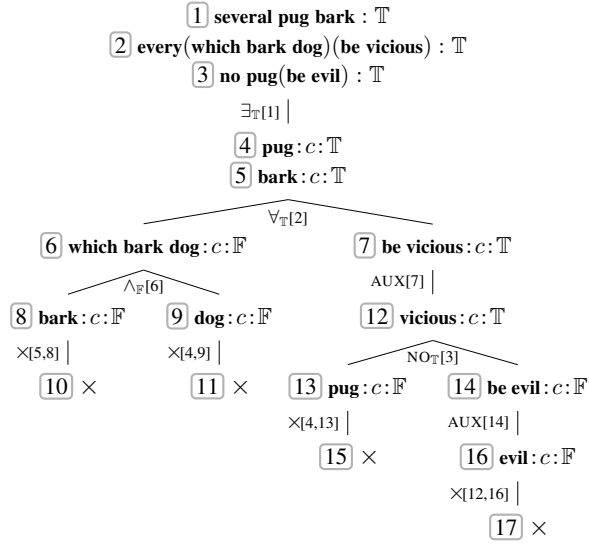 1 several pug bark : 𝕋
2 every(which bark dog)(be vicious) : 𝕋
3 no pug(be evil) : 𝕋
∃𝕋[1]
4 pug:c:𝕋
5 bark:c:𝕋
∀𝕋[2]
6 which bark dog:c:𝔽 7 be vicious:c:𝕋
∧𝔽[6] AUX[7]
8 bark:c:𝔽 9 dog:c:𝔽 12 vicious:c:𝕋
×[5,8] ×[4,9] NO𝕋[3]
10 × 11 × 13 pug:c:𝔽 14 be evil:c:𝔽
×[4,13] AUX[14]
15 × 16 evil:c:𝔽
×[12,16]
17 ×